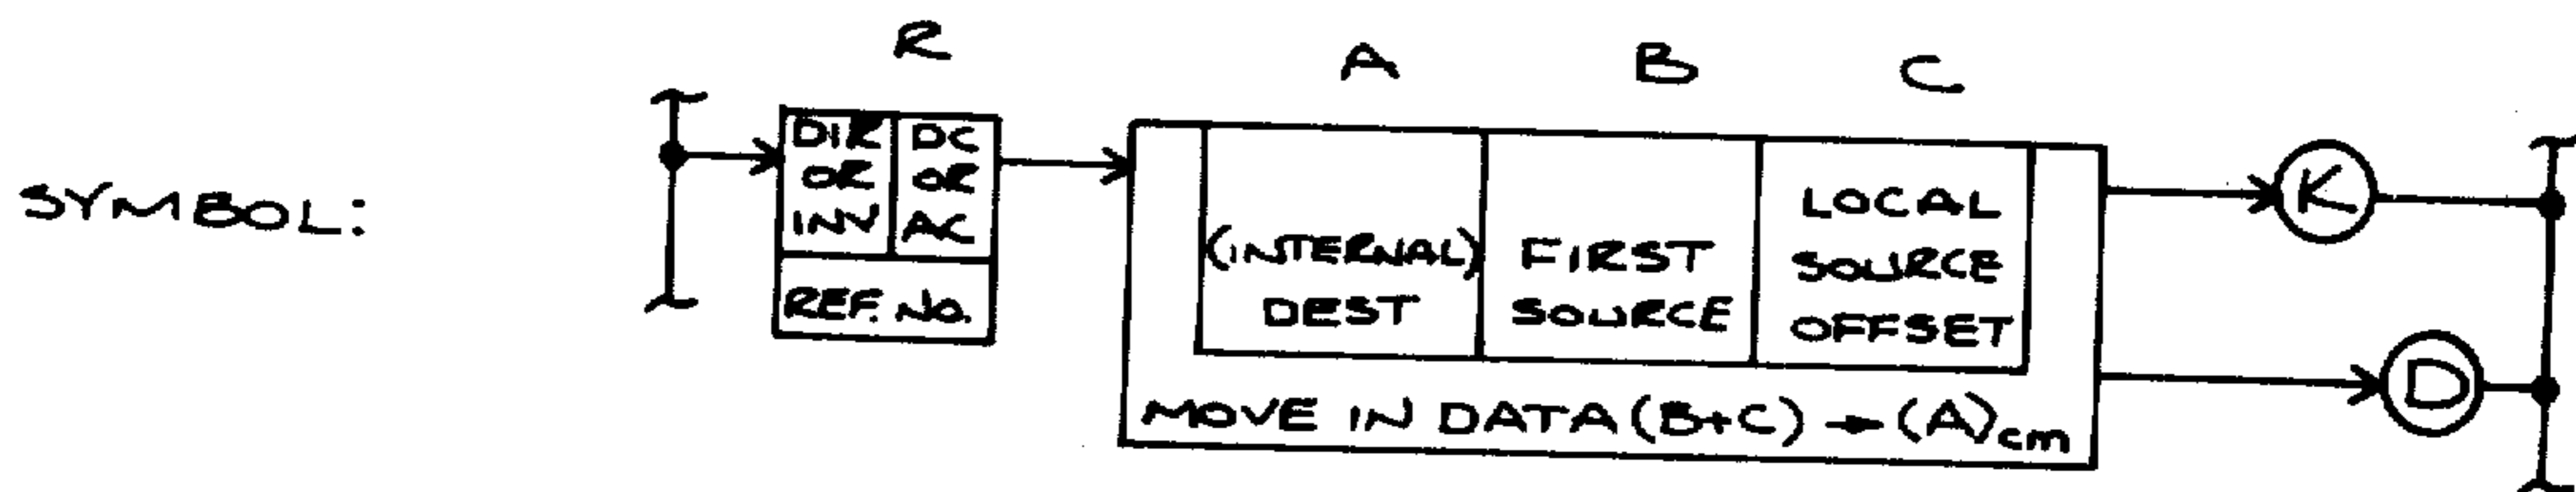 R A B C
SYMBOL:
DIR DC
OR OR
INV AC
REF. No.
(INTERNAL)
DEST
FIRST
SOURCE
LOCAL
SOURCE
OFFSET
MOVE IN DATA (B+C) → (A)cm
K
D